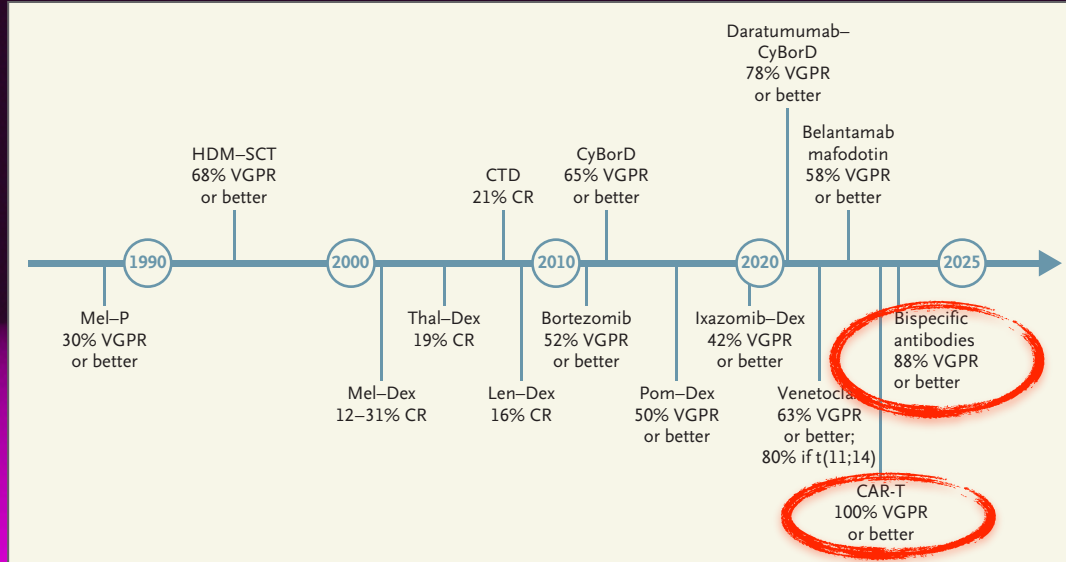 Daratumumab–
CyBorD
78% VGPR
or better
Belantamab
mafodotin
58% VGPR
or better
HDM–SCT
68% VGPR
or better
CTD
21% CR
CyBorD
65% VGPR
or better
1990
2000
2010
2020
2025
Mel–P
30% VGPR
or better
Mel–Dex
12–31% CR
Thal–Dex
19% CR
Len–Dex
16% CR
Bortezomib
52% VGPR
or better
Pom–Dex
50% VGPR
or better
Ixazomib–Dex
42% VGPR
or better
Venetocla
63% VGPR
or better;
80% if t(11;14)
Bispecific
antibodies
88% VGPR
or better
CAR-T
100% VGPR
or better